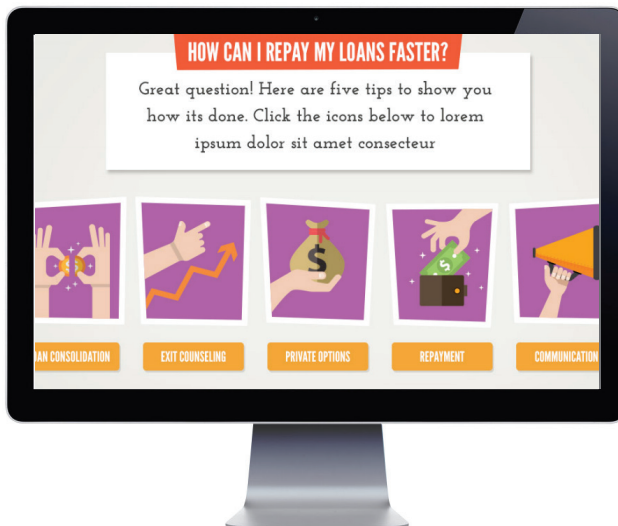 HOW CAN I REPAY MY LOANS FASTER?
Great question! Here are five tips to show you
how its done. Click the icons below to lorem
ipsum dolor sit amet consecteur
$
$
AN CONSOLIDATION
EXIT COUNSELING
PRIVATE OPTIONS
REPAYMENT
COMMUNICATION